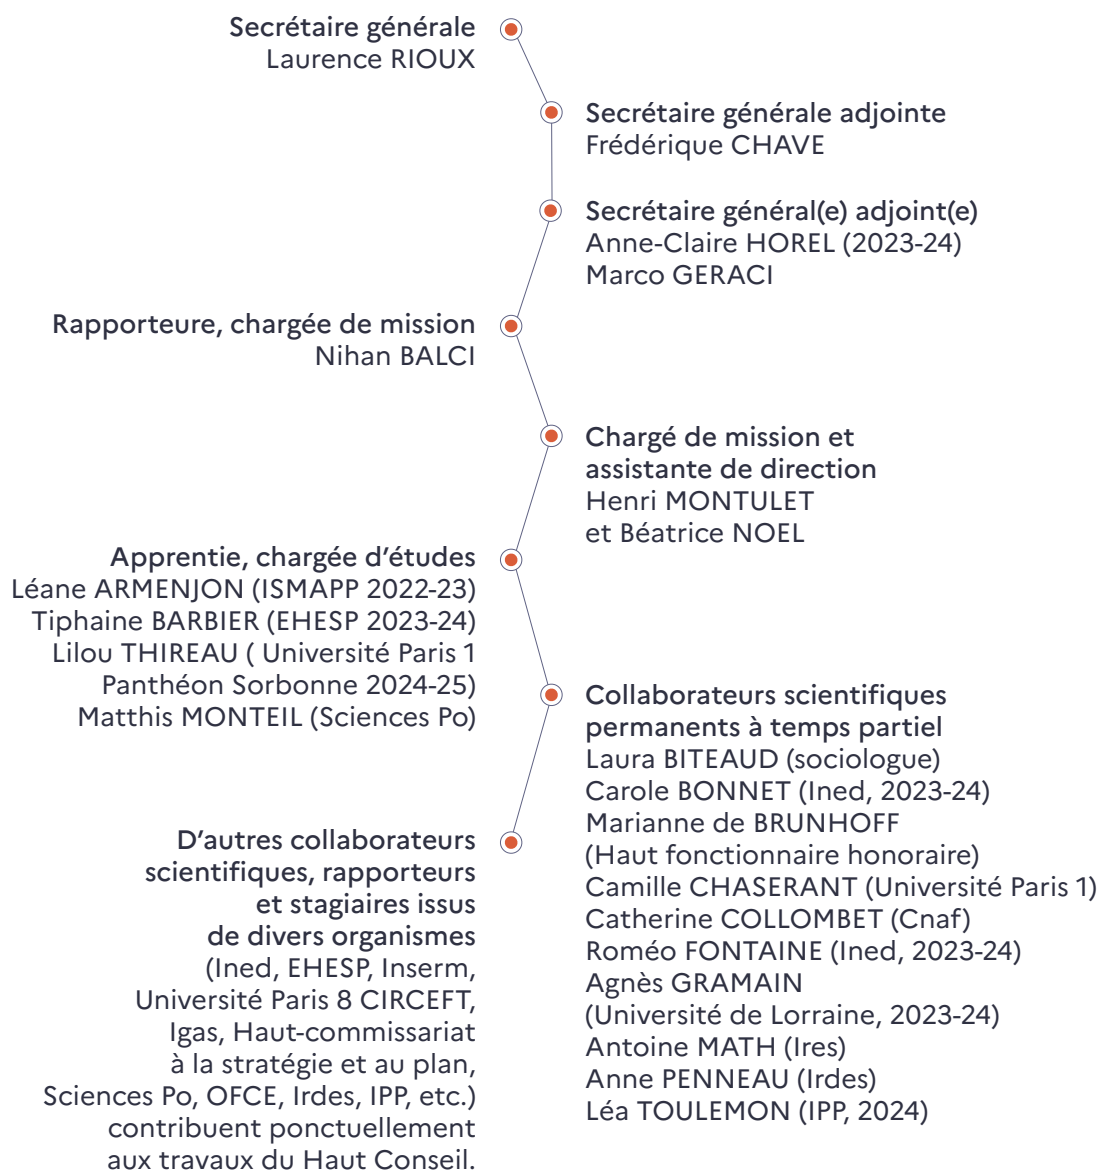 Secrétaire générale
Laurence RIOUX
Secrétaire générale adjointe
Frédérique CHAVE
Secrétaire général(e) adjoint(e)
Anne-Claire HOREL (2023-24)
Marco GERACI
Rapporteure, chargée de mission
Nihan BALCI
Chargé de mission et
assistante de direction
Henri MONTULET
et Béatrice NOEL
Apprentie, chargée d’études
Léane ARMENJON (ISMAPP 2022-23)
Tiphaine BARBIER (EHESP 2023-24)
Lilou THIREAU ( Université Paris 1
Panthéon Sorbonne 2024-25)
Matthis MONTEIL (Sciences Po)
Collaborateurs scientifiques
permanents à temps partiel
Laura BITEAUD (sociologue)
Carole BONNET (Ined, 2023-24)
Marianne de BRUNHOFF
(Haut fonctionnaire honoraire)
Camille CHASERANT (Université Paris 1)
Catherine COLLOMBET (Cnaf)
Roméo FONTAINE (Ined, 2023-24)
Agnès GRAMAIN
(Université de Lorraine, 2023-24)
Antoine MATH (Ires)
Anne PENNEAU (Irdes)
Léa TOULEMON (IPP, 2024)
D’autres collaborateurs
scientifiques, rapporteurs
et stagiaires issus
de divers organismes
(Ined, EHESP, Inserm,
Université Paris 8 CIRCEFT,
Igas, Haut-commissariat
à la stratégie et au plan,
Sciences Po, OFCE, Irdes, IPP, etc.)
contribuent ponctuellement
aux travaux du Haut Conseil.